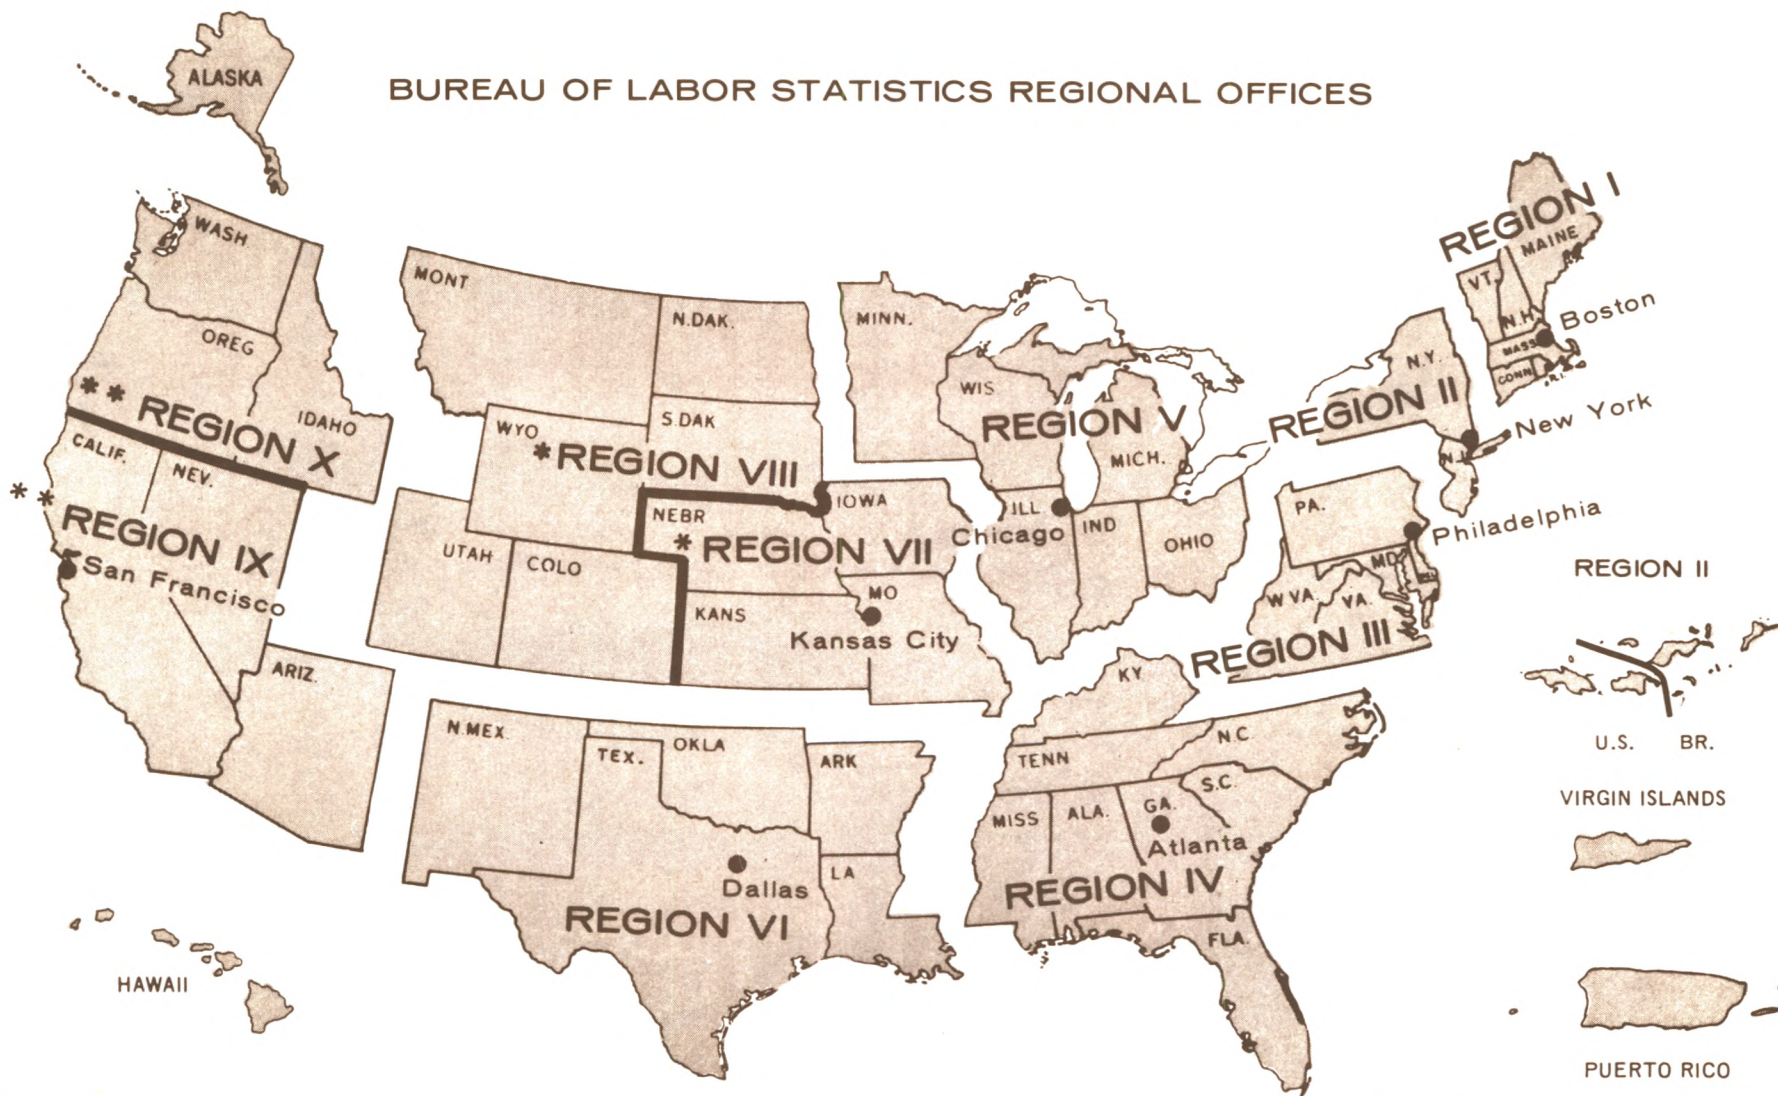 BUREAU OF LABOR STATISTICS REGIONAL OFFICES
ALASKA
WASH
OREG
IDAHO
** REGION X
CALIF.
NEV.
** REGION IX
San Francisco
ARIZ.
HAWAII
MONT
N.DAK.
S.DAK
WYO
*REGION VIII
UTAH
COLO
NEBR
IOWA
* REGION VII
KANS
MO
Kansas City
N.MEX.
TEX.
OKLA
ARK
LA
Dallas
REGION VI
MINN.
WIS
REGION V
MICH.
ILL
Chicago
IND
OHIO
KY
TENN
N.C.
S.C.
MISS
ALA.
GA.
Atlanta
REGION IV
FLA.
REGION I
MAINE
VT.
N.H.
Boston
MASS
CONN
R.I.
N.Y.
REGION II
New York
N.J.
PA.
Philadelphia
MD
W VA.
VA.
REGION III
REGION II
U.S. BR.
VIRGIN ISLANDS
PUERTO RICO